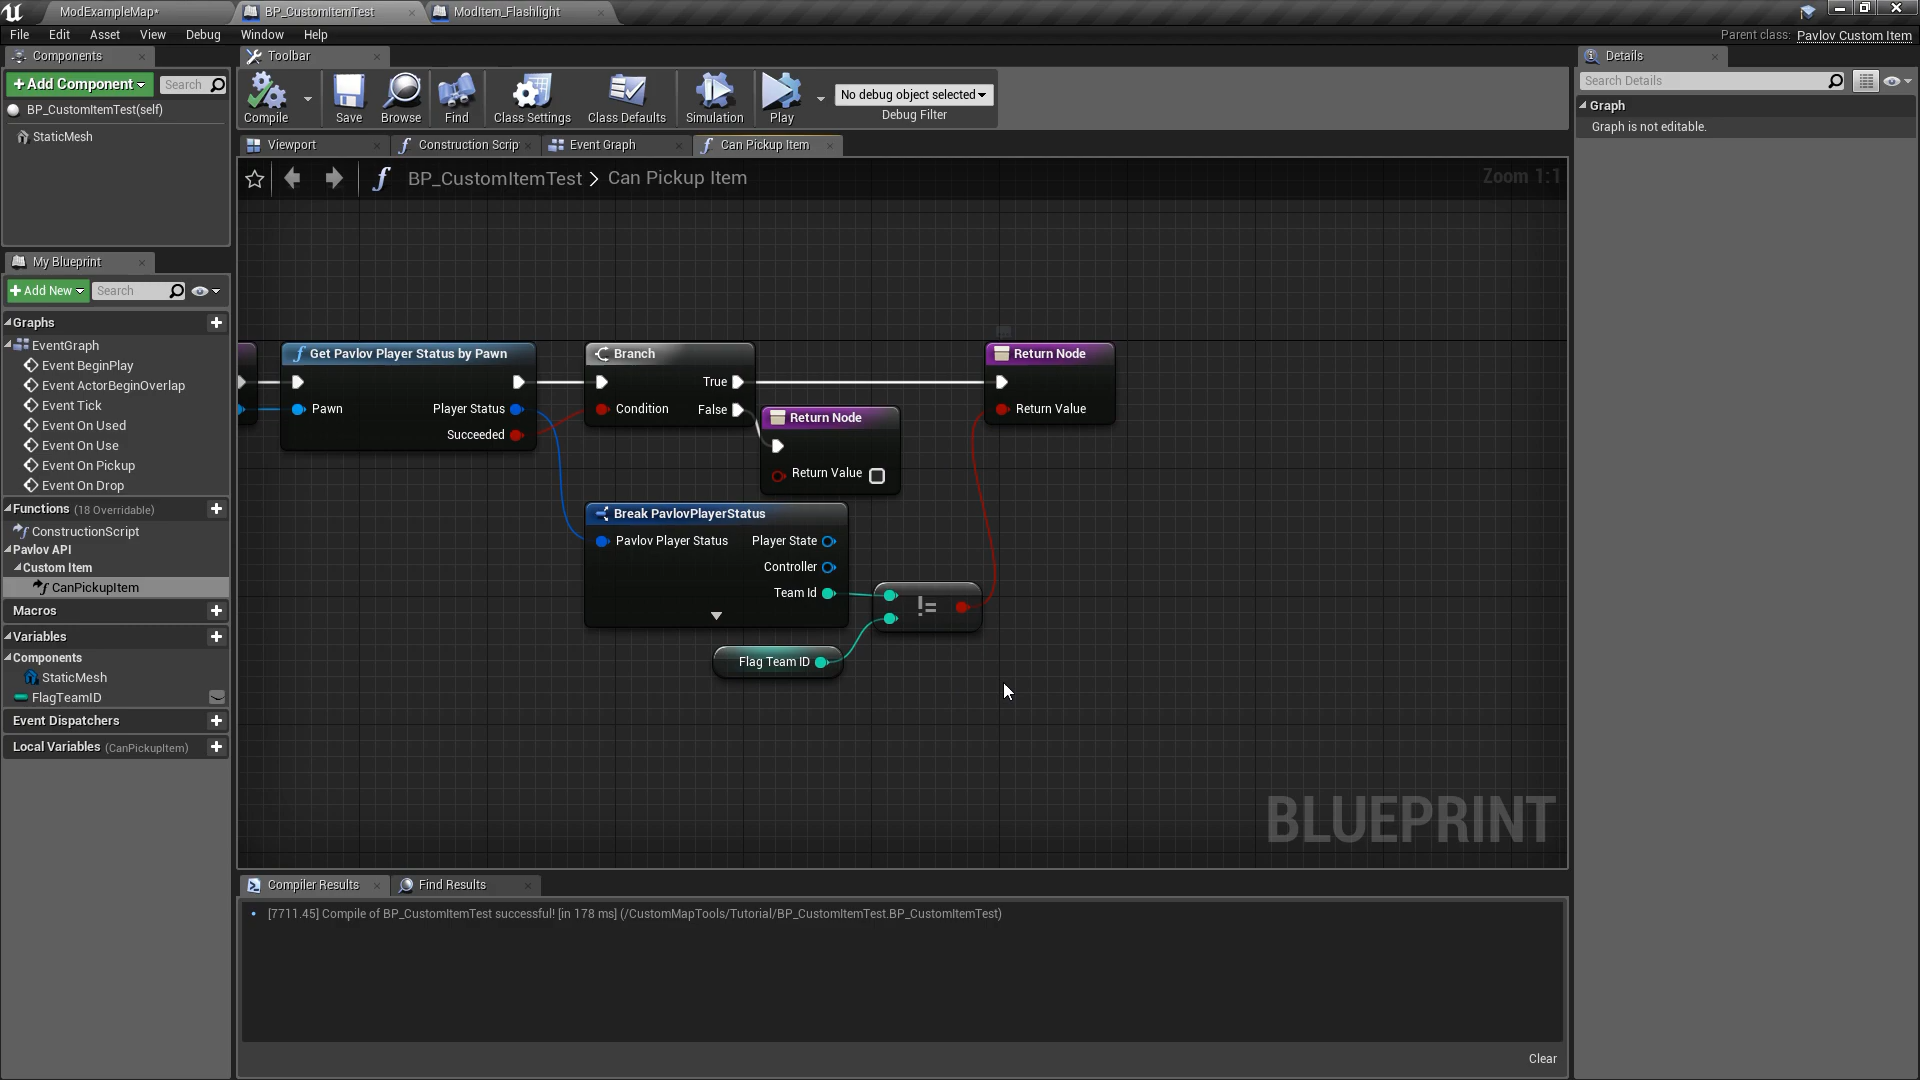 ModExampleMap*
BP_CustomItemTest
ModItem_Flashlight
File Edit Asset View Debug Window Help
Parent class: Pavlov Custom Item
Components
+Add Component
Search
BP_CustomItemTest(self)
StaticMesh
My Blueprint
+Add New
Search
Graphs
EventGraph
Event BeginPlay
Event ActorBeginOverlap
Event Tick
Event On Used
Event On Use
Event On Pickup
Event On Drop
Functions (18 Overridable)
ConstructionScript
Pavlov API
Custom Item
CanPickupItem
Macros
Variables
Components
StaticMesh
FlagTeamID
Event Dispatchers
Local Variables (CanPickupItem)
Toolbar
Compile
Save
Browse
Find
Class Settings
Class Defaults
Simulation
Play
No debug object selected
Debug Filter
Viewport
Construction Scrip
Event Graph
Can Pickup Item
BP_CustomItemTest > Can Pickup Item
Zoom 1:1
Get Pavlov Player Status by Pawn
Pawn
Player Status
Succeeded
Branch
True
Condition
False
Return Node
Return Value
Return Node
Return Value
Break PavlovPlayerStatus
Pavlov Player Status
Player State
Controller
Team Id
!=
Flag Team ID
BLUEPRINT
Compiler Results
Find Results
[7711.45] Compile of BP_CustomItemTest successful! [in 178 ms] (/CustomMapTools/Tutorial/BP_CustomItemTest.BP_CustomItemTest)
Clear
Details
Search Details
Graph
Graph is not editable.